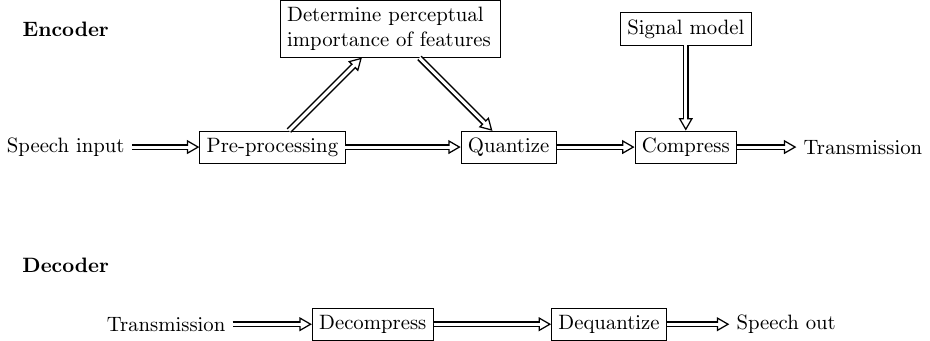 Encoder
Determine perceptual
importance of features
Signal model
Speech input
Pre-processing
Quantize
Compress
Transmission
Decoder
Transmission
Decompress
Dequantize
Speech out